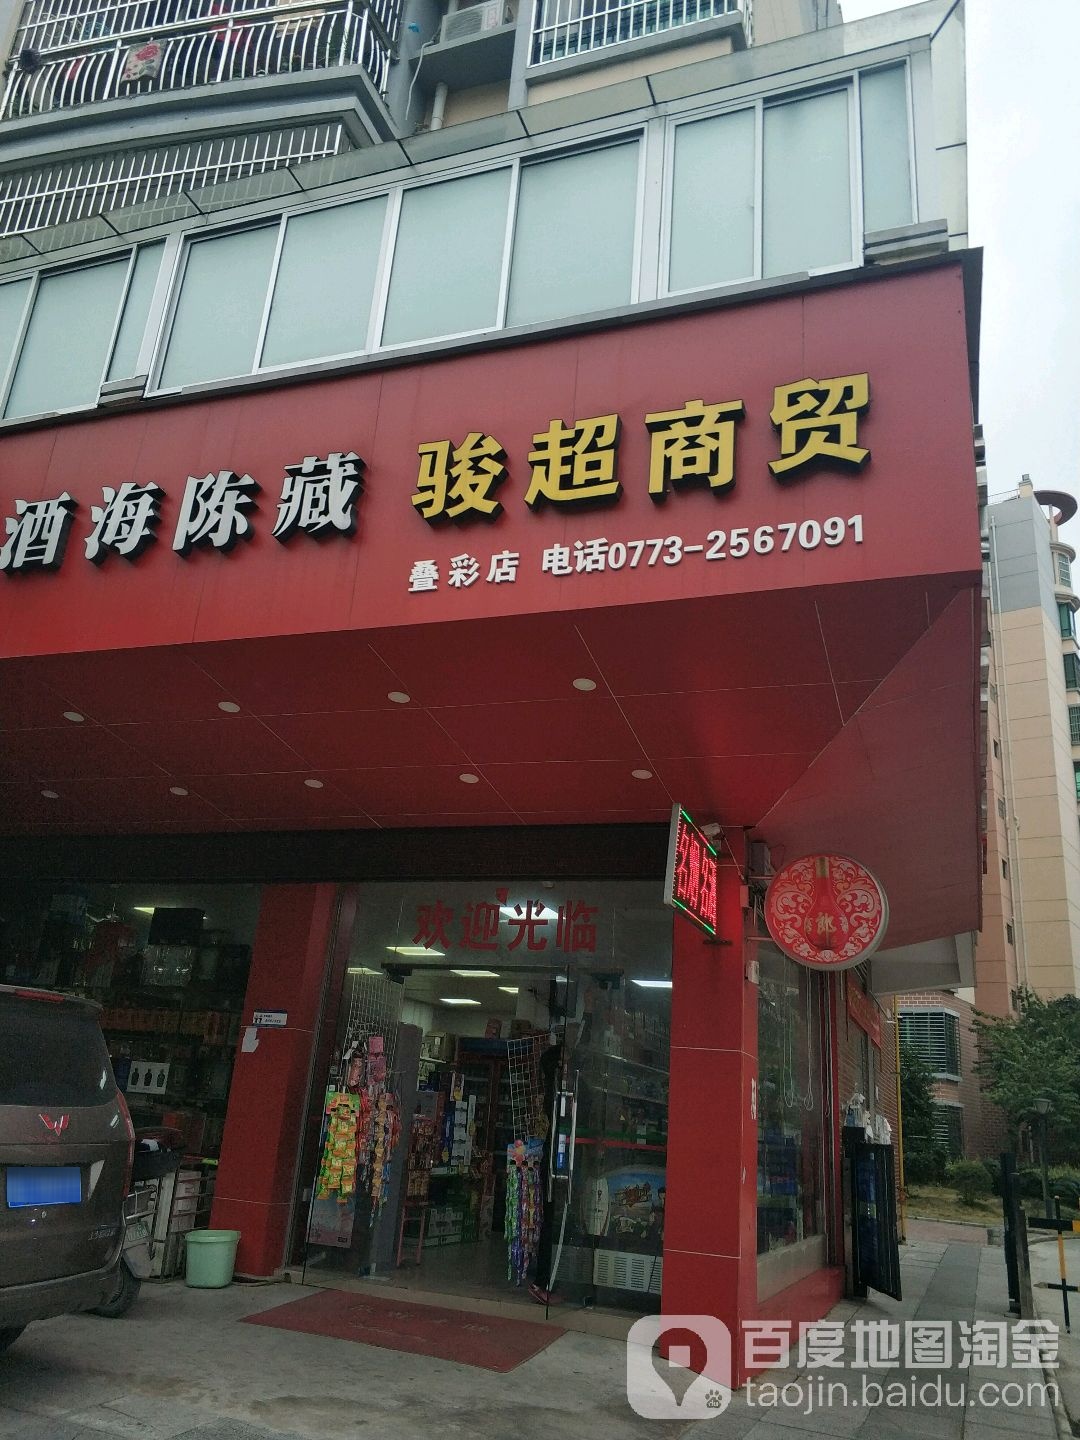 酒海陈藏 骏超商贸
叠彩店 电话0773-2567091
欢迎光临
郎
百度地图淘金
taojin.baidu.com